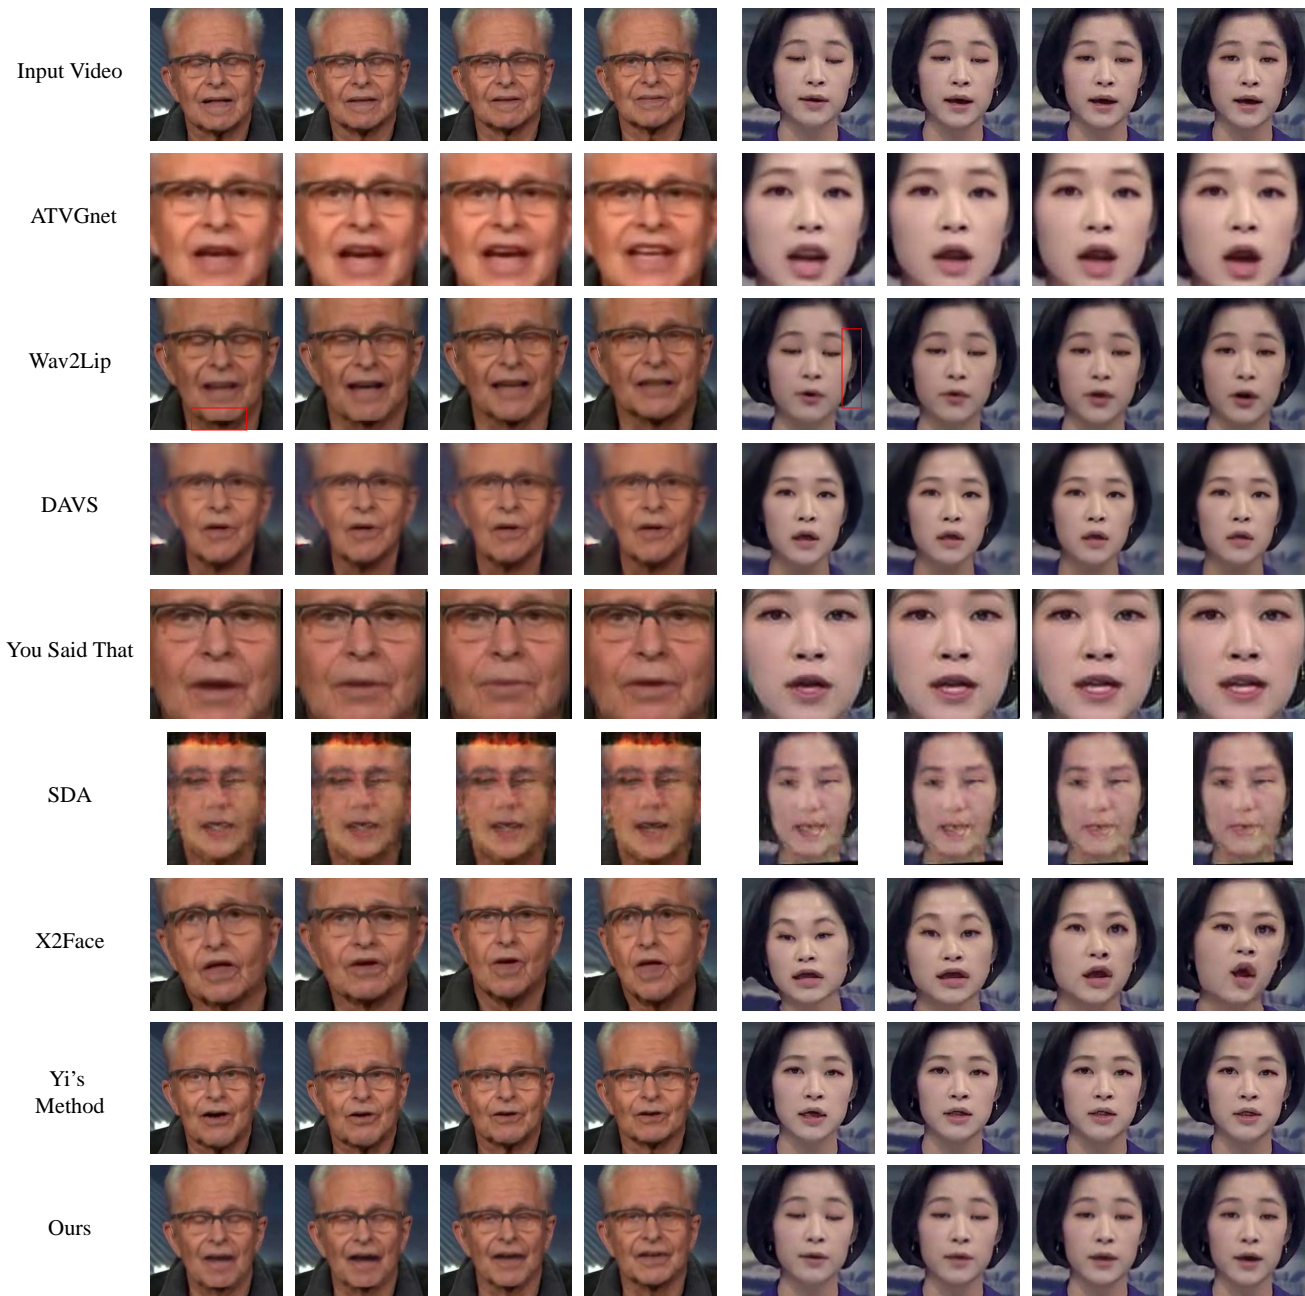 Input Video
ATVGnet
Wav2Lip
DAVS
You Said That
SDA
X2Face
Yi’s
Method
Ours